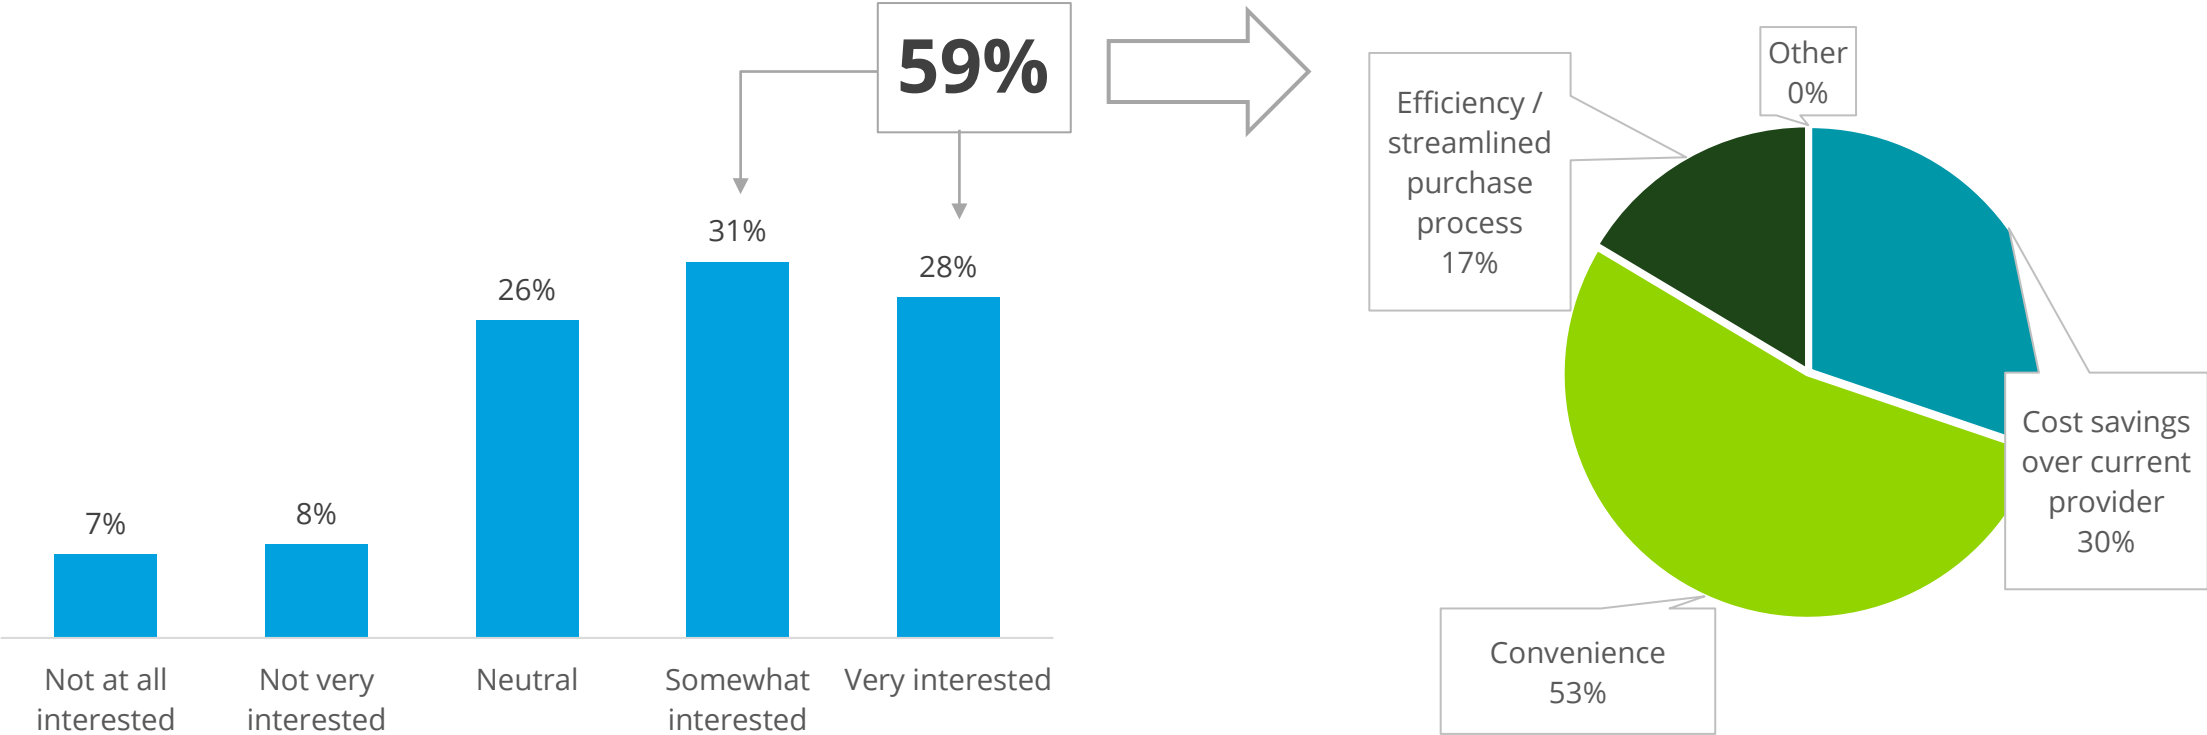 59%
7%
8%
26%
31%
28%
Not at all
interested
Not very
interested
Neutral
Somewhat
interested
Very interested
Other
0%
Efficiency /
streamlined
purchase
process
17%
Cost savings
over current
provider
30%
Convenience
53%